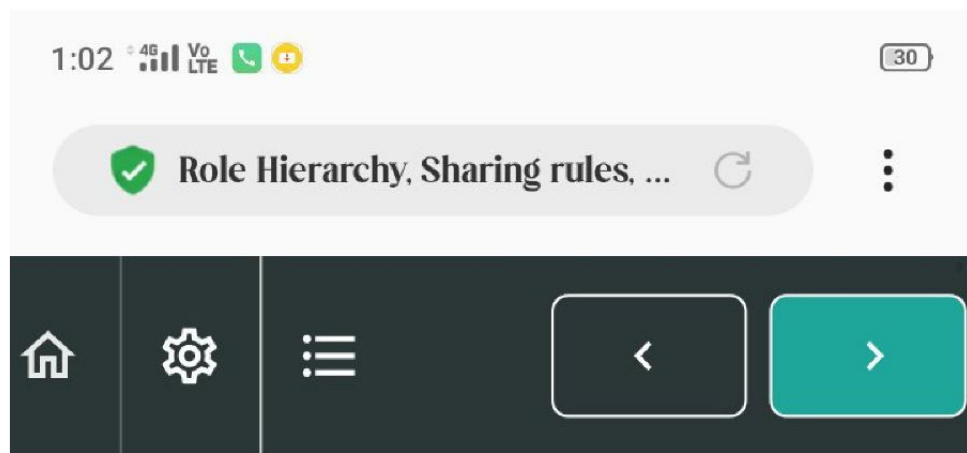 1:02 4G Vo LTE 30
Role Hierarchy, Sharing rules, ...